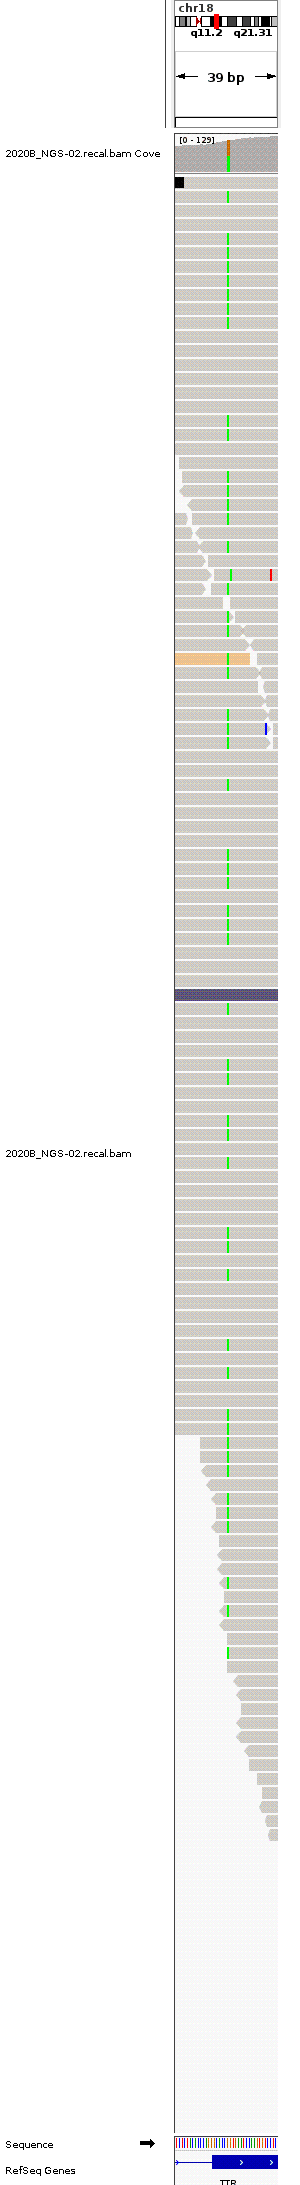 chr18
q11.2 q21.31
39 bp
2020B_NGS-02.recal.bam Cove
[0 - 129]
2020B_NGS-02.recal.bam
Sequence
RefSeq Genes
TTR